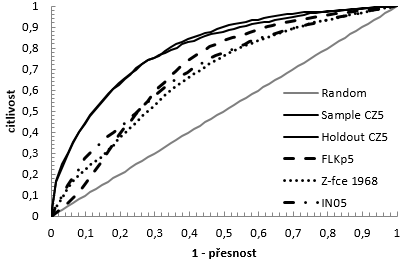 1
0,9
0,8
0,7
0,6
0,5
0,4
0,3
0,2
0,1
0
citlivost
Random
Sample CZ5
Holdout CZ5
FLKp5
Z-fce 1968
IN05
0 0,1 0,2 0,3 0,4 0,5 0,6 0,7 0,8 0,9 1
1 - přesnost